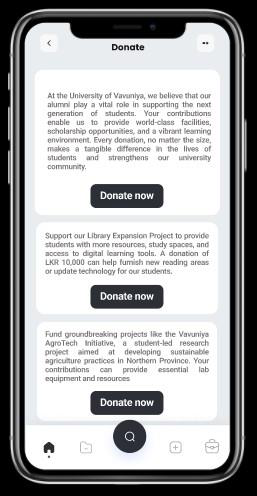 Donate
At the University of Vavuniya, we believe that our
alumni play a vital role in supporting the next
generation of students. Your contributions
enable us to provide world-class facilities,
scholarship opportunities, and a vibrant learning
environment. Every donation, no matter the size,
makes a tangible difference in the lives of
students and strengthens our university
community.
Donate now
Support our Library Expansion Project to provide
students with more resources, study spaces, and
access to digital learning tools. A donation of
LKR 10,000 can help furnish new reading areas
or update technology for our students.
Donate now
Fund groundbreaking projects like the Vavuniya
AgroTech Initiative, a student-led research
project aimed at developing sustainable
agriculture practices in Northern Province. Your
contributions can provide essential lab
equipment and resources
Donate now